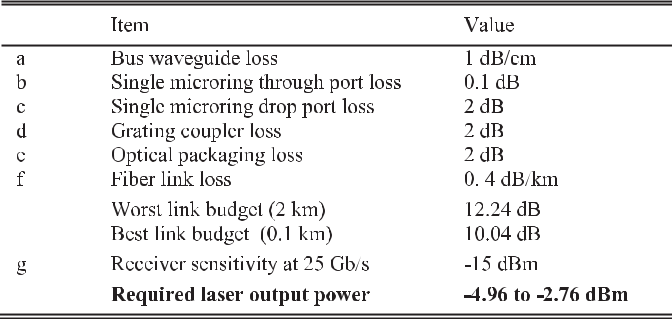 Item Value
a Bus waveguide loss 1 dB/cm
b Single microring through port loss 0.1 dB
c Single microring drop port loss 2 dB
d Grating coupler loss 2 dB
e Optical packaging loss 2 dB
f Fiber link loss 0. 4 dB/km
Worst link budget (2 km) 12.24 dB
Best link budget (0.1 km) 10.04 dB
g Receiver sensitivity at 25 Gb/s -15 dBm
Required laser output power -4.96 to -2.76 dBm